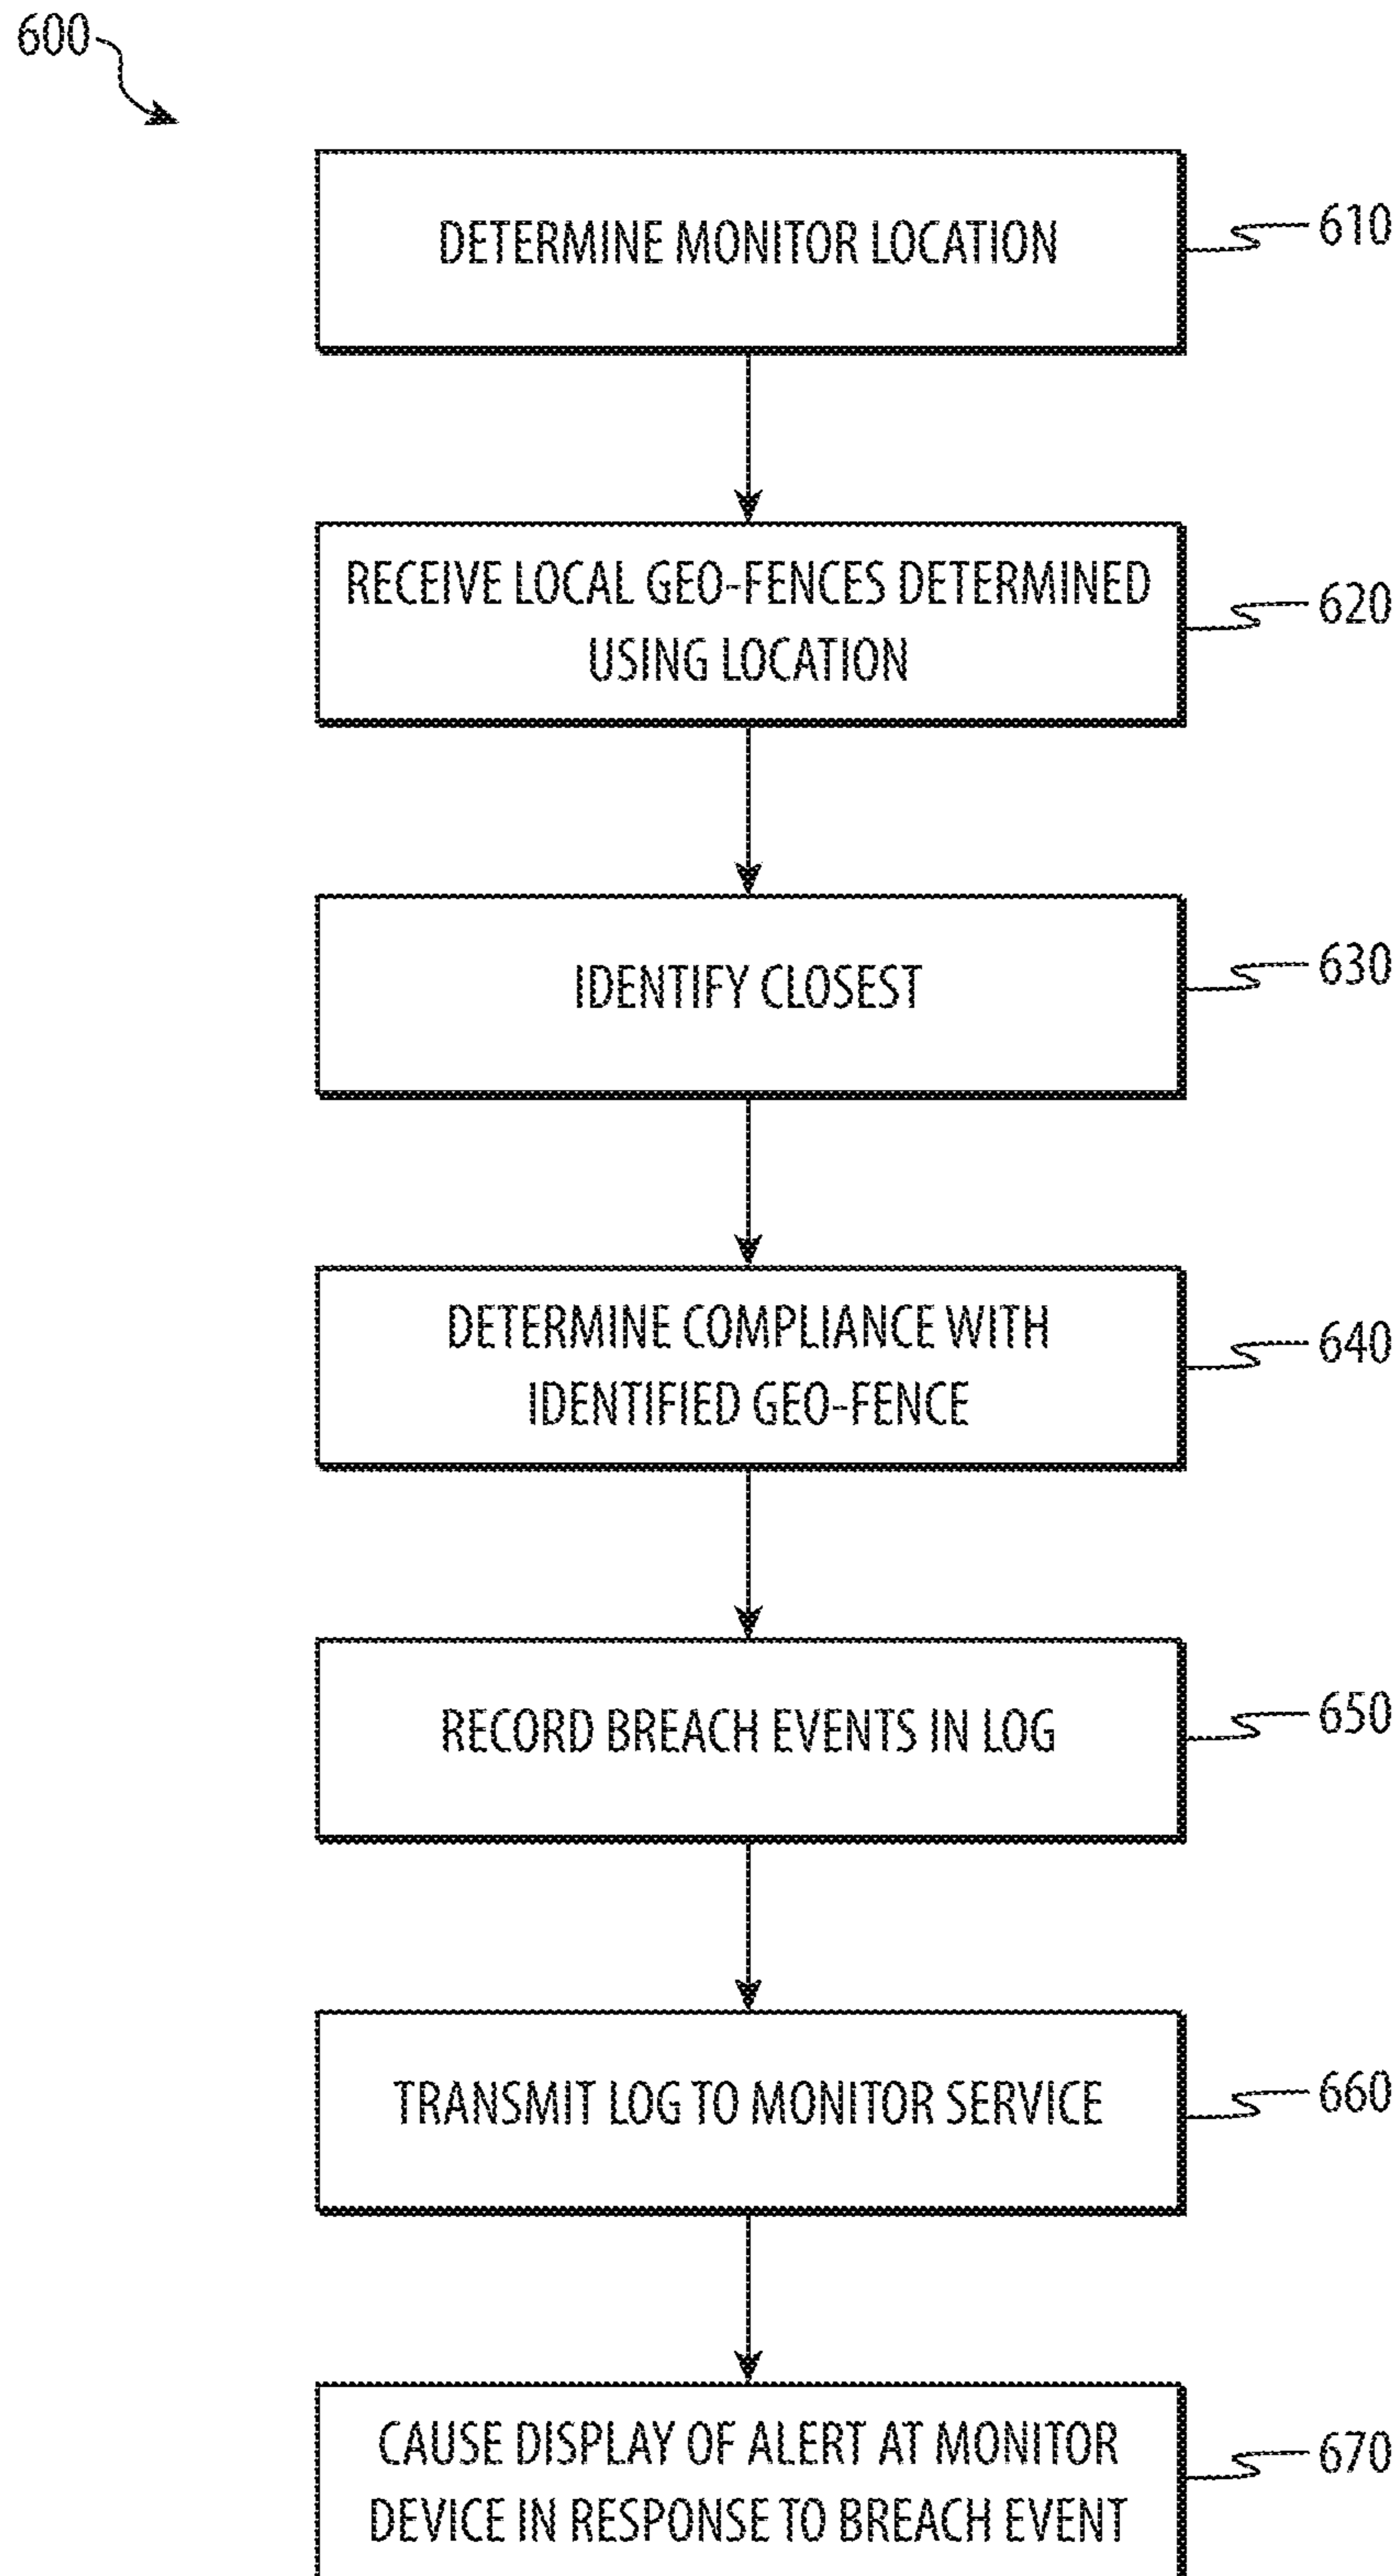 600
DETERMINE MONITOR LOCATION
610
RECEIVE LOCAL GEO-FENCES DETERMINED
USING LOCATION
620
IDENTIFY CLOSEST
630
DETERMINE COMPLIANCE WITH
IDENTIFIED GEO-FENCE
640
RECORD BREACH EVENTS IN LOG
650
TRANSMIT LOG TO MONITOR SERVICE
660
CAUSE DISPLAY OF ALERT AT MONITOR
DEVICE IN RESPONSE TO BREACH EVENT
670